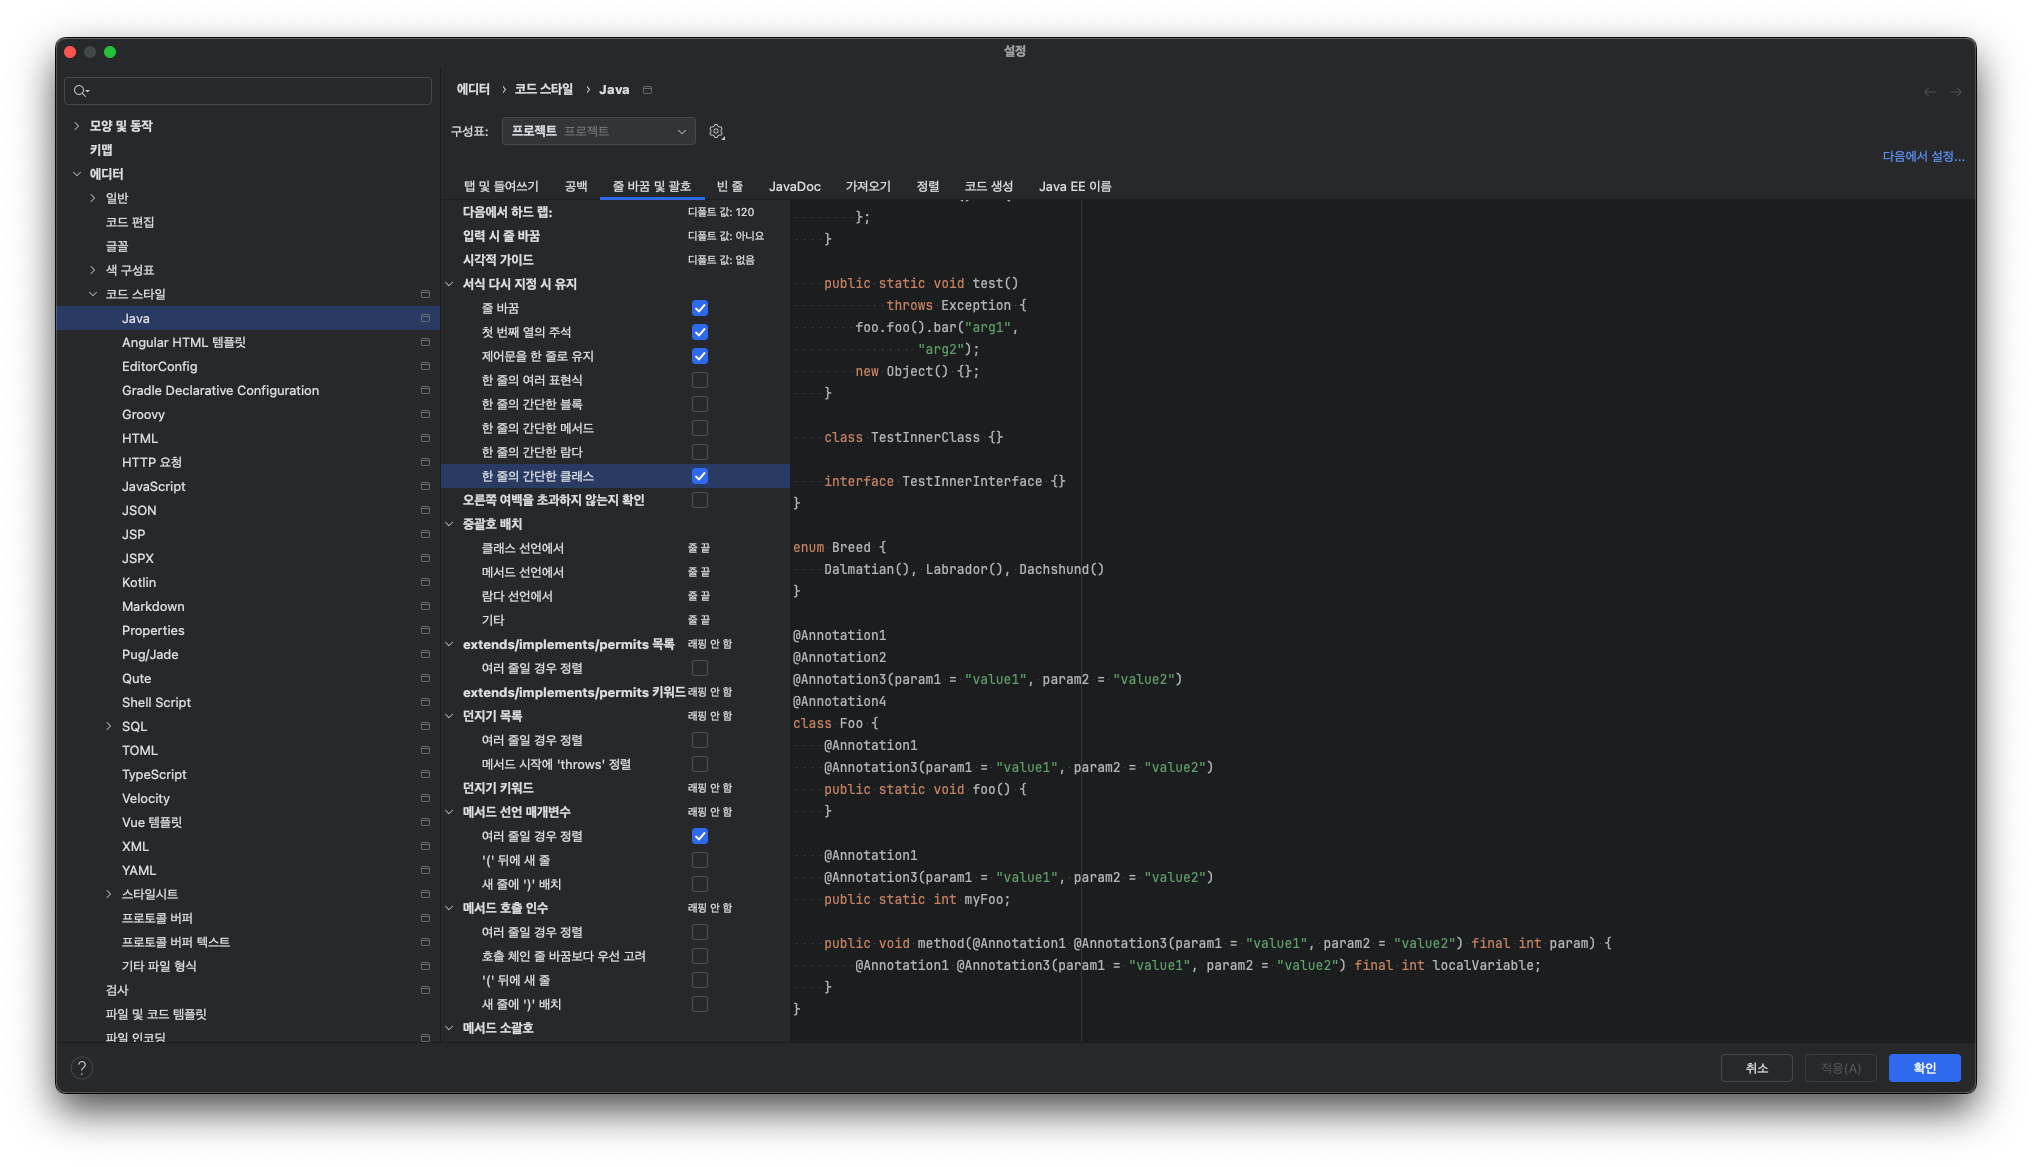 설정
에디터 › 코드 스타일 › Java
구성표: 프로젝트 프로젝트
다음에서 설정...
모양 및 동작
키맵
에디터
일반
코드 편집
글꼴
색 구성표
코드 스타일
Java
Angular HTML 템플릿
EditorConfig
Gradle Declarative Configuration
Groovy
HTML
HTTP 요청
JavaScript
JSON
JSP
JSPX
Kotlin
Markdown
Properties
Pug/Jade
Qute
Shell Script
SQL
TOML
TypeScript
Velocity
Vue 템플릿
XML
YAML
스타일시트
프로토콜 버퍼
프로토콜 버퍼 텍스트
기타 파일 형식
검사
파일 및 코드 템플릿
파일 인코딩
탭 및 들여쓰기 공백 줄 바꿈 및 괄호 빈 줄 JavaDoc 가져오기 정렬 코드 생성 Java EE 이름
다음에서 하드 랩: 디폴트 값: 120
입력 시 줄 바꿈 디폴트 값: 아니요
시각적 가이드 디폴트 값: 없음
서식 다시 지정 시 유지
줄 바꿈
첫 번째 열의 주석
제어문을 한 줄로 유지
한 줄의 여러 표현식
한 줄의 간단한 블록
한 줄의 간단한 메서드
한 줄의 간단한 람다
한 줄의 간단한 클래스
오른쪽 여백을 초과하지 않는지 확인
중괄호 배치
클래스 선언에서 줄 끝
메서드 선언에서 줄 끝
람다 선언에서 줄 끝
기타 줄 끝
extends/implements/permits 목록 래핑 안 함
여러 줄일 경우 정렬
extends/implements/permits 키워드 래핑 안 함
던지기 목록 래핑 안 함
여러 줄일 경우 정렬
메서드 시작에 'throws' 정렬
던지기 키워드 래핑 안 함
메서드 선언 매개변수 래핑 안 함
여러 줄일 경우 정렬
'(' 뒤에 새 줄
새 줄에 ')' 배치
메서드 호출 인수 래핑 안 함
여러 줄일 경우 정렬
호출 체인 줄 바꿈보다 우선 고려
'(' 뒤에 새 줄
새 줄에 ')' 배치
메서드 소괄호
};
}
public static void test()
throws Exception {
foo.foo().bar("arg1",
"arg2");
new Object() {};
}
class TestInnerClass {}
interface TestInnerInterface {}
}
enum Breed {
Dalmatian(), Labrador(), Dachshund()
}
@Annotation1
@Annotation2
@Annotation3(param1 = "value1", param2 = "value2")
@Annotation4
class Foo {
@Annotation1
@Annotation3(param1 = "value1", param2 = "value2")
public static void foo() {
}
@Annotation1
@Annotation3(param1 = "value1", param2 = "value2")
public static int myFoo;
public void method(@Annotation1 @Annotation3(param1 = "value1", param2 = "value2") final int param) {
@Annotation1 @Annotation3(param1 = "value1", param2 = "value2") final int localVariable;
}
}
?
취소 적용(A) 확인